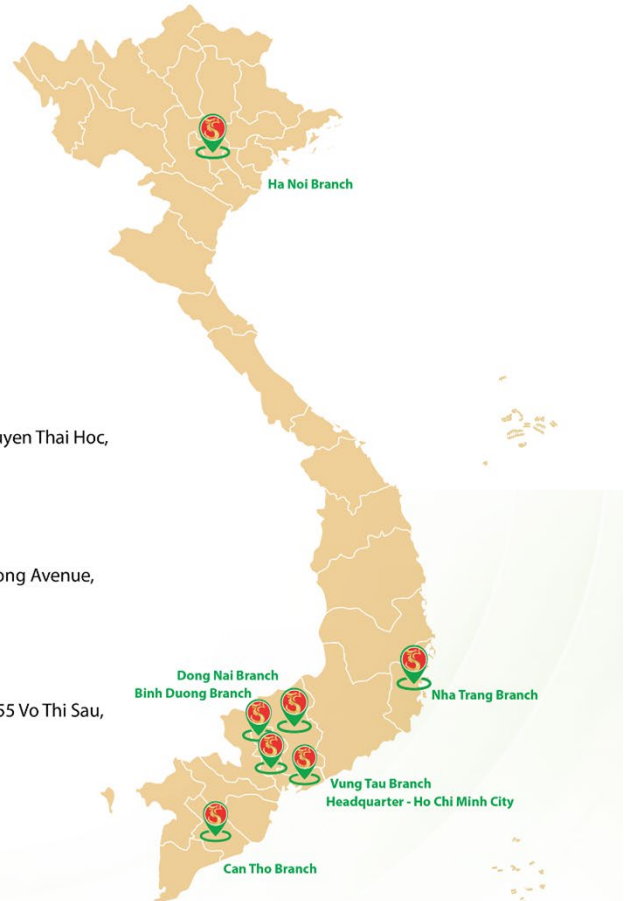 Ha Noi Branch
uyen Thai Hoc,
ong Avenue,
55 Vo Thi Sau,
Dong Nai Branch
Binh Duong Branch
Nha Trang Branch
Vung Tau Branch
Headquarter - Ho Chi Minh City
Can Tho Branch